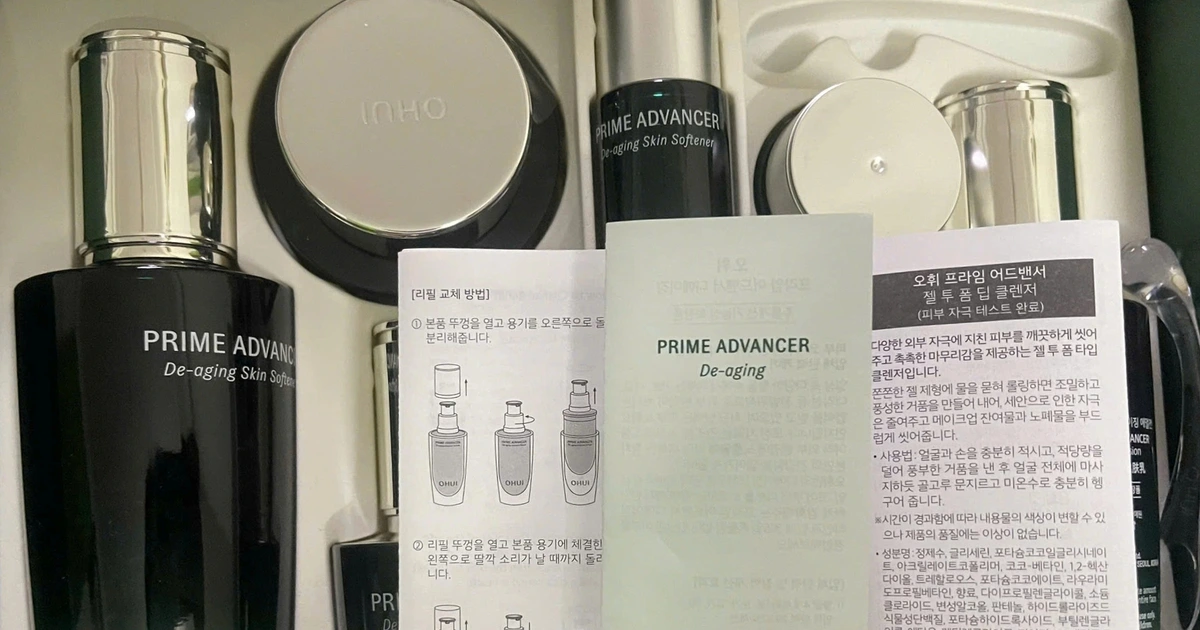 OHUI
PRIME ADVANCER
De-aging Skin Softener
PRIME ADVANC
De-aging Skin Softene
[리필 교체 방법]
① 본품 뚜껑을 열고 용기를 오른쪽으로 돌
분리해줍니다.
PRIME ADVANCER
PRIME ADVANCER
PRIME ADVANCER
OHUI
OHUI
OHUI
② 리필 뚜껑을 열고 본품 용기에 체결한
왼쪽으로 딸깍 소리가 날 때까지 돌려
니다.
PR
PRIME ADVANCER
De-aging
오휘 프라임 어드밴서
젤 투 폼 딥 클렌저
(피부 자극 테스트 완료)
다양한 외부 자극에 지친 피부를 깨끗하게 씻어
주고 촉촉한 마무리감을 제공하는 젤 투 폼 타입
클렌저입니다.
쫀쫀한 젤 제형에 물을 묻혀 롤링하면 조밀하고
풍성한 거품을 만들어 내어, 세안으로 인한 자극
은 줄여주고 메이크업 잔여물과 노폐물을 부드
럽게 씻어줍니다.
• 사용법: 얼굴과 손을 충분히 적시고, 적당량을
덜어 풍부한 거품을 낸 후 얼굴 전체에 마사
지하듯 골고루 문지르고 미온수로 충분히 헹
구어 줍니다.
※시간이 경과함에 따라 내용물의 색상이 변할 수 있
으나 제품의 품질에는 이상이 없습니다.
• 성분명: 정제수, 글리세린, 포타슘코코일글리시네이
트, 아크릴레이트코폴리머, 코코-베타인, 1,2-헥산
다이올, 트레할로오스, 포타슘코코에이트, 라우라미
도프로필베타인, 향료, 다이프로필렌글라이콜, 소듐
클로라이드, 변성알코올, 판테놀, 하이드롤라이즈드
식물성단백질, 포타슘하이드록사이드, 부틸렌글라
ANCER